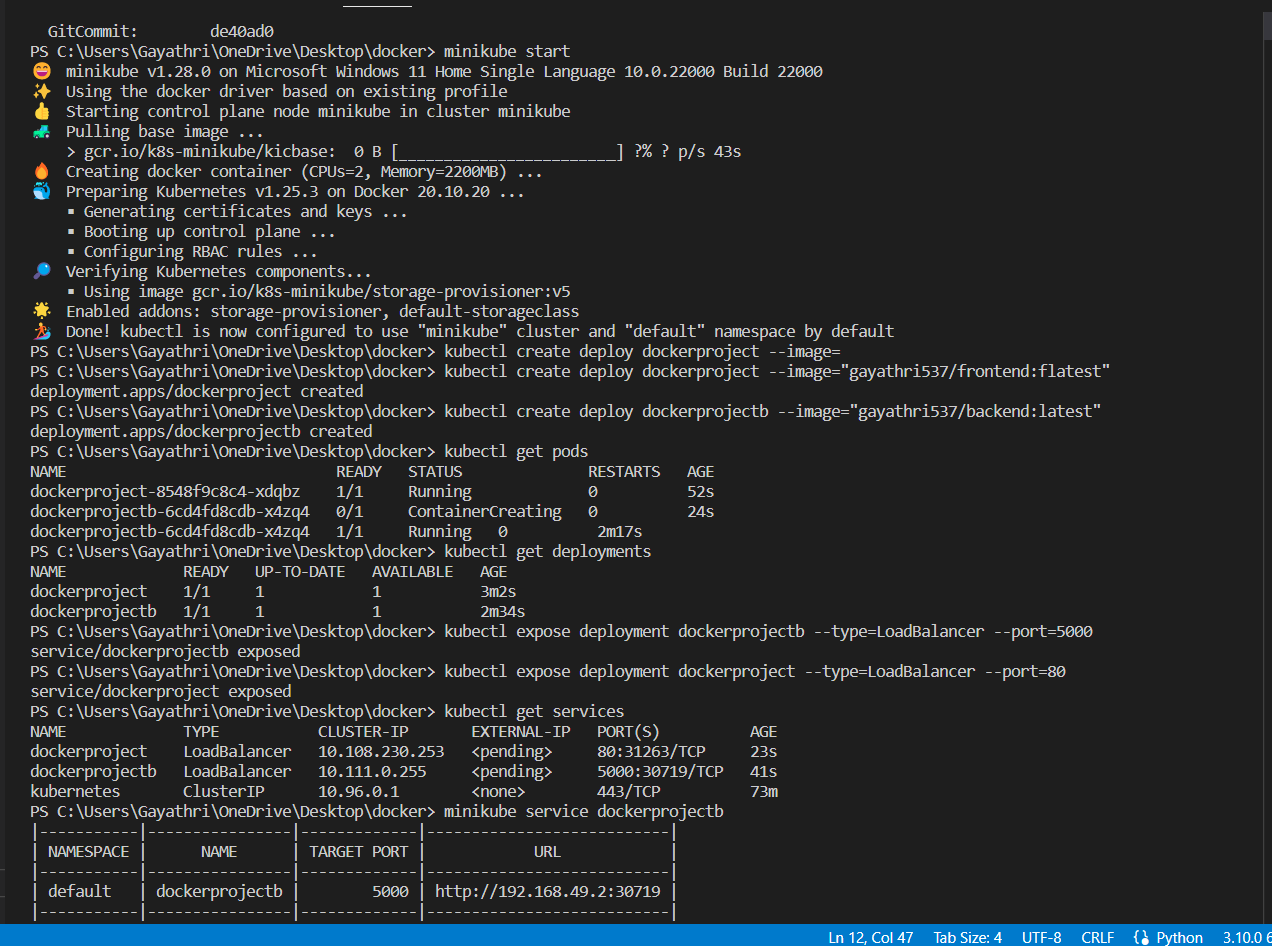 GitCommit:        de40ad0
PS C:\Users\Gayathri\OneDrive\Desktop\docker> minikube start
😄  minikube v1.28.0 on Microsoft Windows 11 Home Single Language 10.0.22000 Build 22000
✨  Using the docker driver based on existing profile
👍  Starting control plane node minikube in cluster minikube
🚜  Pulling base image ...
    > gcr.io/k8s-minikube/kicbase:  0 B [________________________] ?% ? p/s 43s
🔥  Creating docker container (CPUs=2, Memory=2200MB) ...
🐳  Preparing Kubernetes v1.25.3 on Docker 20.10.20 ...
    ▪ Generating certificates and keys ...
    ▪ Booting up control plane ...
    ▪ Configuring RBAC rules ...
🔎  Verifying Kubernetes components...
    ▪ Using image gcr.io/k8s-minikube/storage-provisioner:v5
🌟  Enabled addons: storage-provisioner, default-storageclass
🏄  Done! kubectl is now configured to use "minikube" cluster and "default" namespace by default
PS C:\Users\Gayathri\OneDrive\Desktop\docker> kubectl create deploy dockerproject --image=
PS C:\Users\Gayathri\OneDrive\Desktop\docker> kubectl create deploy dockerproject --image="gayathri537/frontend:flatest"
deployment.apps/dockerproject created
PS C:\Users\Gayathri\OneDrive\Desktop\docker> kubectl create deploy dockerprojectb --image="gayathri537/backend:latest"
deployment.apps/dockerprojectb created
PS C:\Users\Gayathri\OneDrive\Desktop\docker> kubectl get pods
NAME                              READY   STATUS              RESTARTS   AGE
dockerproject-8548f9c8c4-xdqbz    1/1     Running             0          52s
dockerprojectb-6cd4fd8cdb-x4zq4   0/1     ContainerCreating   0          24s
dockerprojectb-6cd4fd8cdb-x4zq4   1/1     Running   0          2m17s
PS C:\Users\Gayathri\OneDrive\Desktop\docker> kubectl get deployments
NAME             READY   UP-TO-DATE   AVAILABLE   AGE
dockerproject    1/1     1            1           3m2s
dockerprojectb   1/1     1            1           2m34s
PS C:\Users\Gayathri\OneDrive\Desktop\docker> kubectl expose deployment dockerprojectb --type=LoadBalancer --port=5000
service/dockerprojectb exposed
PS C:\Users\Gayathri\OneDrive\Desktop\docker> kubectl expose deployment dockerproject --type=LoadBalancer --port=80
service/dockerproject exposed
PS C:\Users\Gayathri\OneDrive\Desktop\docker> kubectl get services
NAME             TYPE           CLUSTER-IP       EXTERNAL-IP   PORT(S)          AGE
dockerproject    LoadBalancer   10.108.230.253   <pending>     80:31263/TCP     23s
dockerprojectb   LoadBalancer   10.111.0.255     <pending>     5000:30719/TCP   41s
kubernetes       ClusterIP      10.96.0.1        <none>        443/TCP          73m
PS C:\Users\Gayathri\OneDrive\Desktop\docker> minikube service dockerprojectb
|-----------|----------------|-------------|---------------------------|
| NAMESPACE |      NAME      | TARGET PORT |            URL            |
|-----------|----------------|-------------|---------------------------|
| default   | dockerprojectb |        5000 | http://192.168.49.2:30719 |
|-----------|----------------|-------------|---------------------------|
Ln 12, Col 47   Tab Size: 4   UTF-8   CRLF   Python   3.10.0